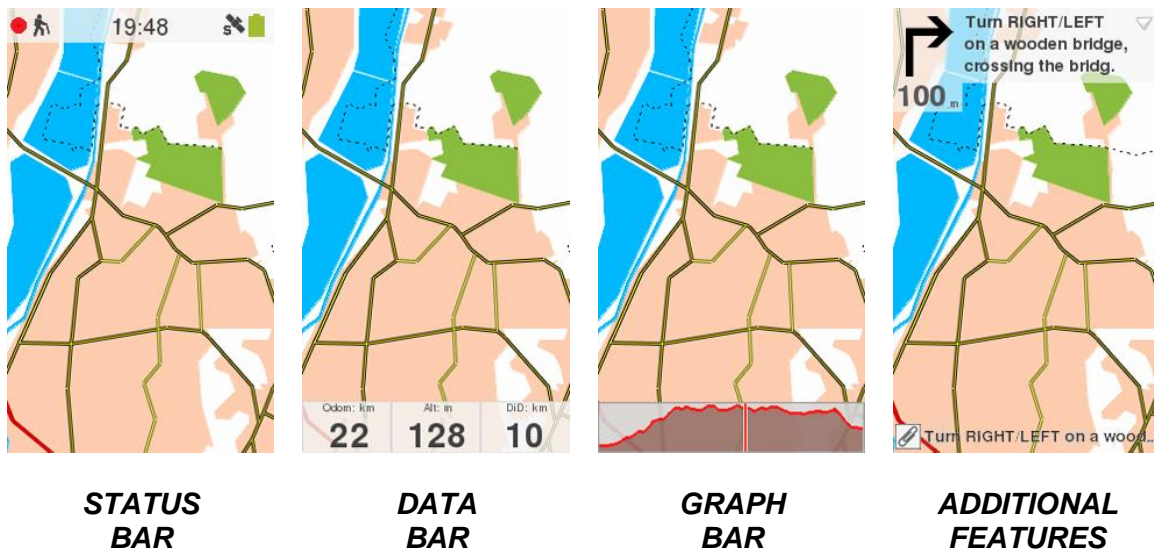 19:48
S
Odom: km
22
Alt: m
128
DiD: km
10
Turn RIGHT/LEFT
on a wooden bridge,
crossing the bridg.
100 m
Turn RIGHT/LEFT on a wood..
STATUS
BAR
DATA
BAR
GRAPH
BAR
ADDITIONAL
FEATURES